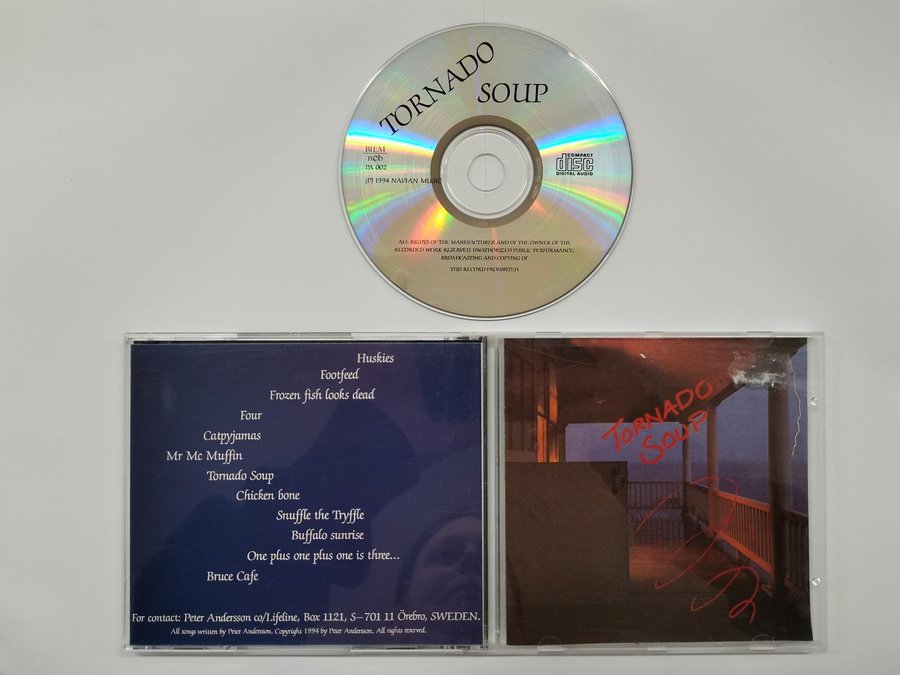 TORNADO
SOUP
BIEM
n©b
PA 002
(P) 1994 NAVIAN MUSIC
COMPACT
disc
DIGITAL AUDIO
ALL RIGHTS OF THE MANUFACTURER AND OF THE OWNER OF THE
RECORDED WORK RESERVED. UNAUTHORIZED PUBLIC PERFORMANCE,
BROADCASTING AND COPYING OF
THIS RECORD PROHIBITED.
Huskies
Footfeed
Frozen fish looks dead
Four
Catpyjamas
Mr Mc Muffin
Tornado Soup
Chicken bone
Snuffle the Tryffle
Buffalo sunrise
One plus one plus one is three...
Bruce Cafe
For contact: Peter Andersson co/Lifeline, Box 1121, S-701 11 Örebro, SWEDEN.
All songs written by Peter Andersson. Copyright 1994 by Peter Andersson. All rights reserved.
TORNADO
SOUP